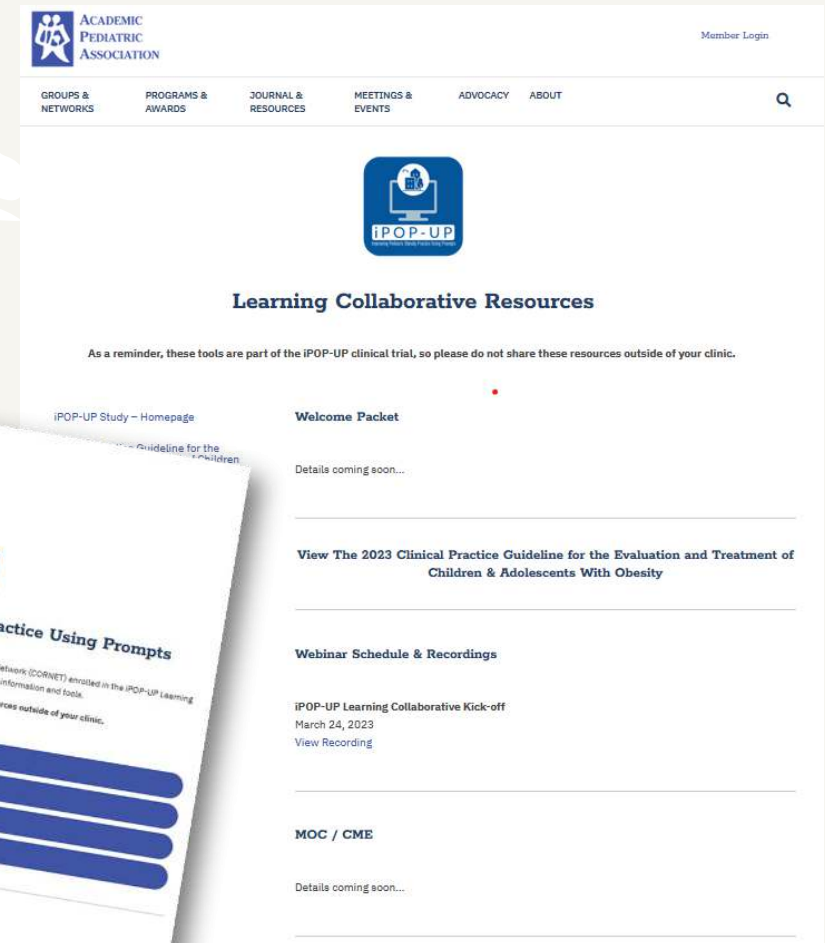 ACADEMIC
PEDIATRIC
ASSOCIATION
Member Login
GROUPS &
NETWORKS
PROGRAMS &
AWARDS
JOURNAL &
RESOURCES
MEETINGS &
EVENTS
ADVOCACY
ABOUT
iPOP-UP
Learning Collaborative Resources
As a reminder, these tools are part of the iPOP-UP clinical trial, so please do not share these resources outside of your clinic.
iPOP-UP Study – Homepage
Guideline for the
Children
Welcome Packet
Details coming soon...
View The 2023 Clinical Practice Guideline for the Evaluation and Treatment of
Children & Adolescents With Obesity
Webinar Schedule & Recordings
iPOP-UP Learning Collaborative Kick-off
March 24, 2023
View Recording
MOC / CME
Details coming soon...
Using Prompts
(CORNET) enrolled in the iPOP-UP Learning
information and tools.
outside of your clinic.